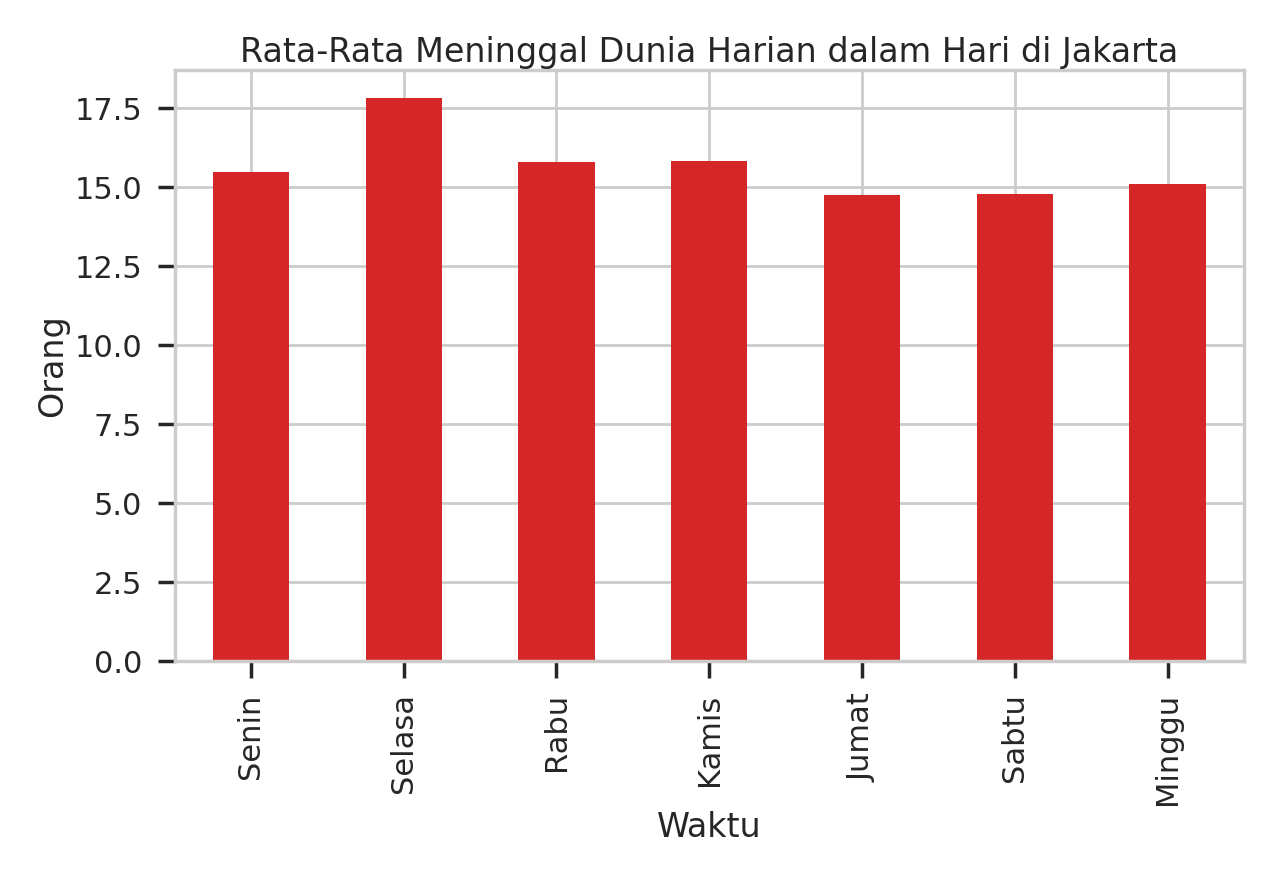 Rata-Rata Meninggal Dunia Harian dalam Hari di Jakarta
17.5
15.0
12.5
10.0
7.5
5.0
2.5
0.0
Orang
Senin
Selasa
Rabu
Kamis
Jumat
Sabtu
Minggu
Waktu